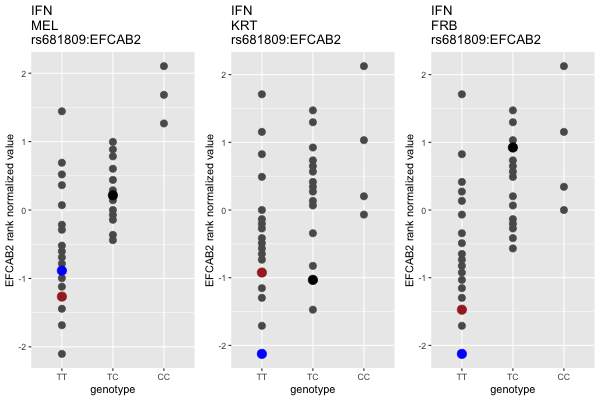 IFN
MEL
rs681809:EFCAB2
EFCAB2 rank normalized value
2
1
0
-1
-2
TT
TC
CC
genotype
IFN
KRT
rs681809:EFCAB2
EFCAB2 rank normalized value
2
1
0
-1
-2
TT
TC
CC
genotype
IFN
FRB
rs681809:EFCAB2
EFCAB2 rank normalized value
2
1
0
-1
-2
TT
TC
CC
genotype